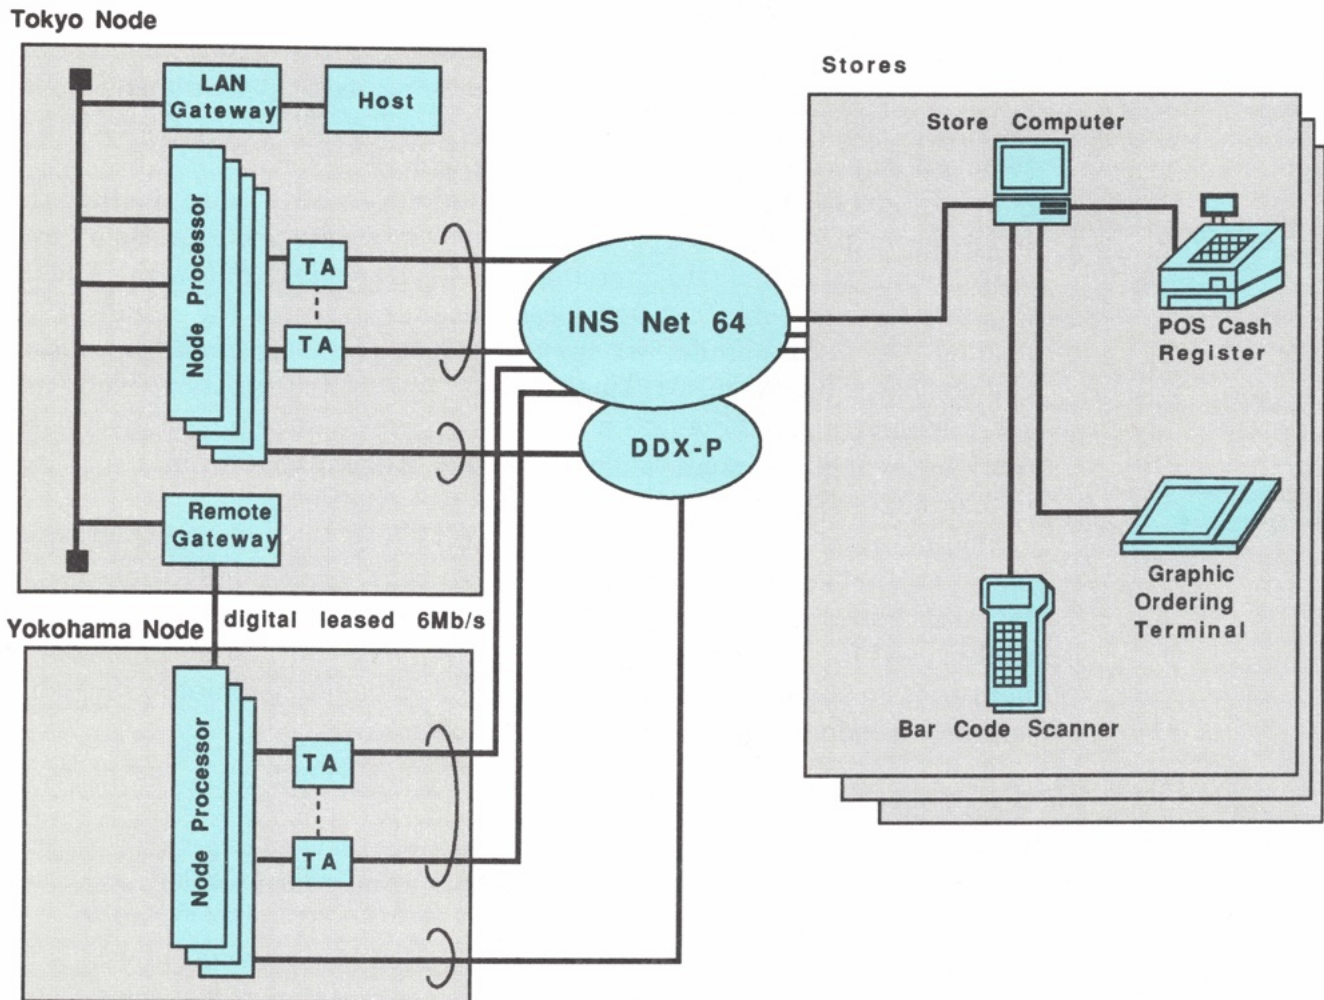 Tokyo Node
LAN
Gateway
Host
Node Processor
TA
TA
Remote
Gateway
digital leased 6Mb/s
Yokohama Node
Node Processor
TA
TA
INS Net 64
DDX-P
Stores
Store Computer
POS Cash
Register
Graphic
Ordering
Terminal
Bar Code Scanner